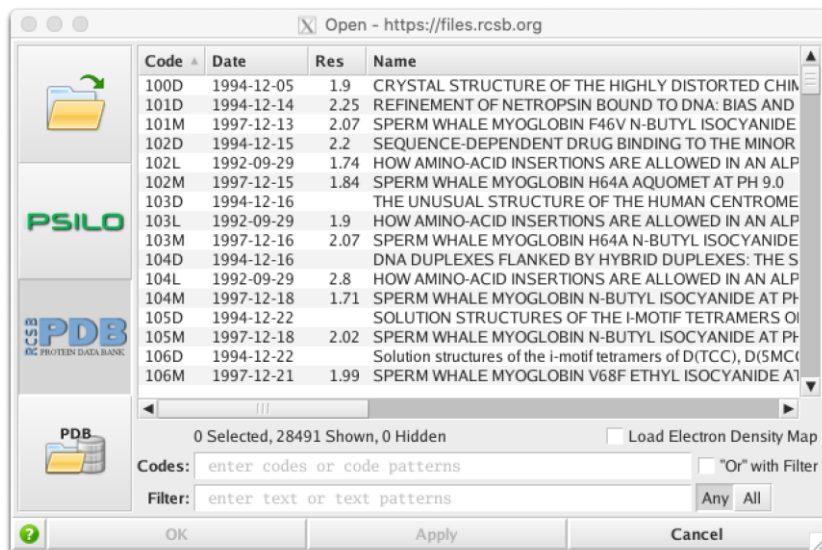 Open - https://files.rcsb.org
Code Date Res Name
100D 1994-12-05 1.9 CRYSTAL STRUCTURE OF THE HIGHLY DISTORTED
101D 1994-12-14 2.25 REFINEMENT OF NETROPSIN BOUND TO DNA: BIAS AND
101M 1997-12-13 2.07 SPERM WHALE MYOGLOBIN F46V N-BUTYL ISOCYANIDE
102D 1994-12-15 2.2 SEQUENCE-DEPENDENT DRUG BINDING TO THE MINOR
102L 1992-09-29 1.74 HOW AMINO-ACID INSERTIONS ARE ALLOWED IN AN ALP
102M 1997-12-15 1.84 SPERM WHALE MYOGLOBIN H64A AQUOMET AT PH 9.0
103D 1994-12-16 THE UNUSUAL STRUCTURE OF THE HUMAN CENTROME
103L 1992-09-29 1.9 HOW AMINO-ACID INSERTIONS ARE ALLOWED IN AN ALP
103M 1997-12-16 2.07 SPERM WHALE MYOGLOBIN H64A N-BUTYL ISOCYANIDE
104D 1994-12-16 DNA DUPLEXES FLANKED BY HYBRID DUPLEXES: THE S
104L 1992-09-29 2.8 HOW AMINO-ACID INSERTIONS ARE ALLOWED IN AN ALP
104M 1997-12-18 1.71 SPERM WHALE MYOGLOBIN N-BUTYL ISOCYANIDE AT PH
105D 1994-12-22 SOLUTION STRUCTURES OF THE I-MOTIF TETRAMERS
105M 1997-12-18 2.02 SPERM WHALE MYOGLOBIN N-BUTYL ISOCYANIDE AT PH
106D 1994-12-22 Solution structures of the i-motif tetramers of D(TCC), D(5MCC
106M 1997-12-21 1.99 SPERM WHALE MYOGLOBIN V68F ETHYL ISOCYANIDE AT
PSILO
RCSB PDB
PROTEIN DATA BANK
PDB
0 Selected, 28491 Shown, 0 Hidden Load Electron Density Map
Codes: enter codes or code patterns "Or" with Filter
Filter: enter text or text patterns Any All
? OK Apply Cancel